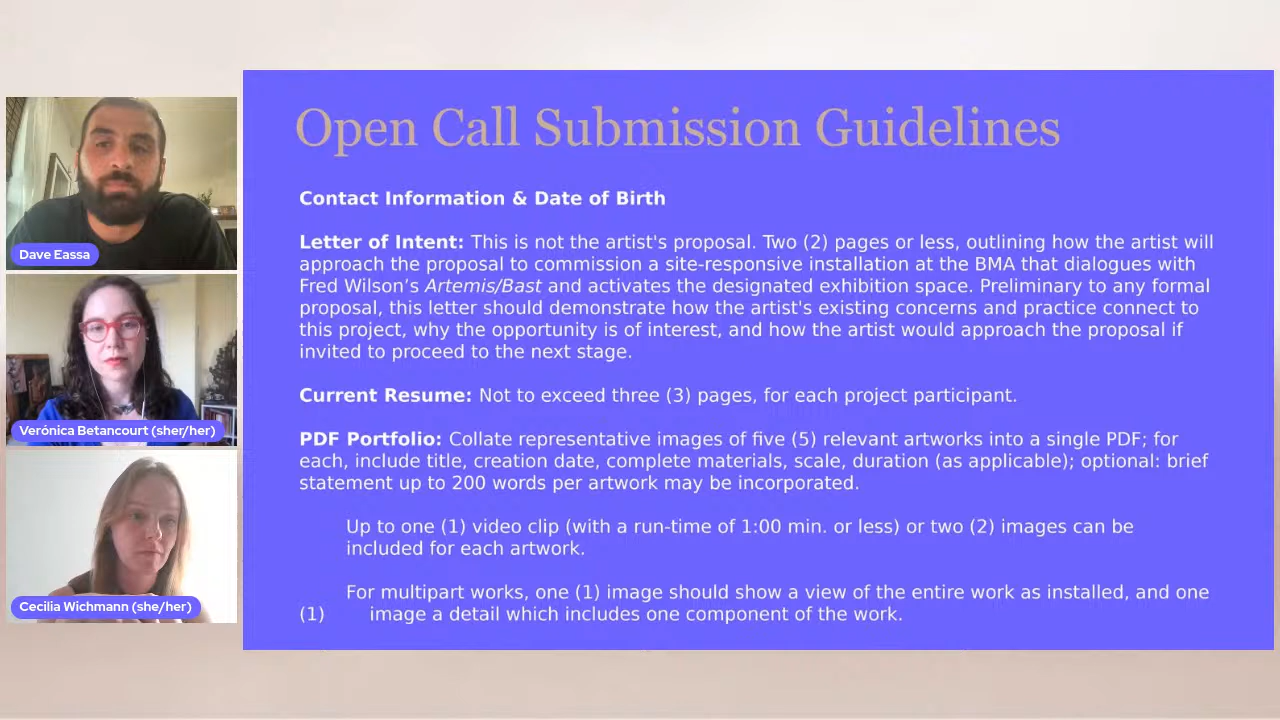 Open Call Submission Guidelines
Contact Information & Date of Birth
Letter of Intent: This is not the artist's proposal. Two (2) pages or less, outlining how the artist will
approach the proposal to commission a site-responsive installation at the BMA that dialogues with
Fred Wilson’s Artemis/Bast and activates the designated exhibition space. Preliminary to any formal
proposal, this letter should demonstrate how the artist's existing concerns and practice connect to
this project, why the opportunity is of interest, and how the artist would approach the proposal if
invited to proceed to the next stage.
Current Resume: Not to exceed three (3) pages, for each project participant.
PDF Portfolio: Collate representative images of five (5) relevant artworks into a single PDF; for
each, include title, creation date, complete materials, scale, duration (as applicable); optional: brief
statement up to 200 words per artwork may be incorporated.
Up to one (1) video clip (with a run-time of 1:00 min. or less) or two (2) images can be
included for each artwork.
For multipart works, one (1) image should show a view of the entire work as installed, and one
(1) image a detail which includes one component of the work.
Dave Eassa
Verónica Betancourt (sher/her)
Cecilia Wichmann (she/her)